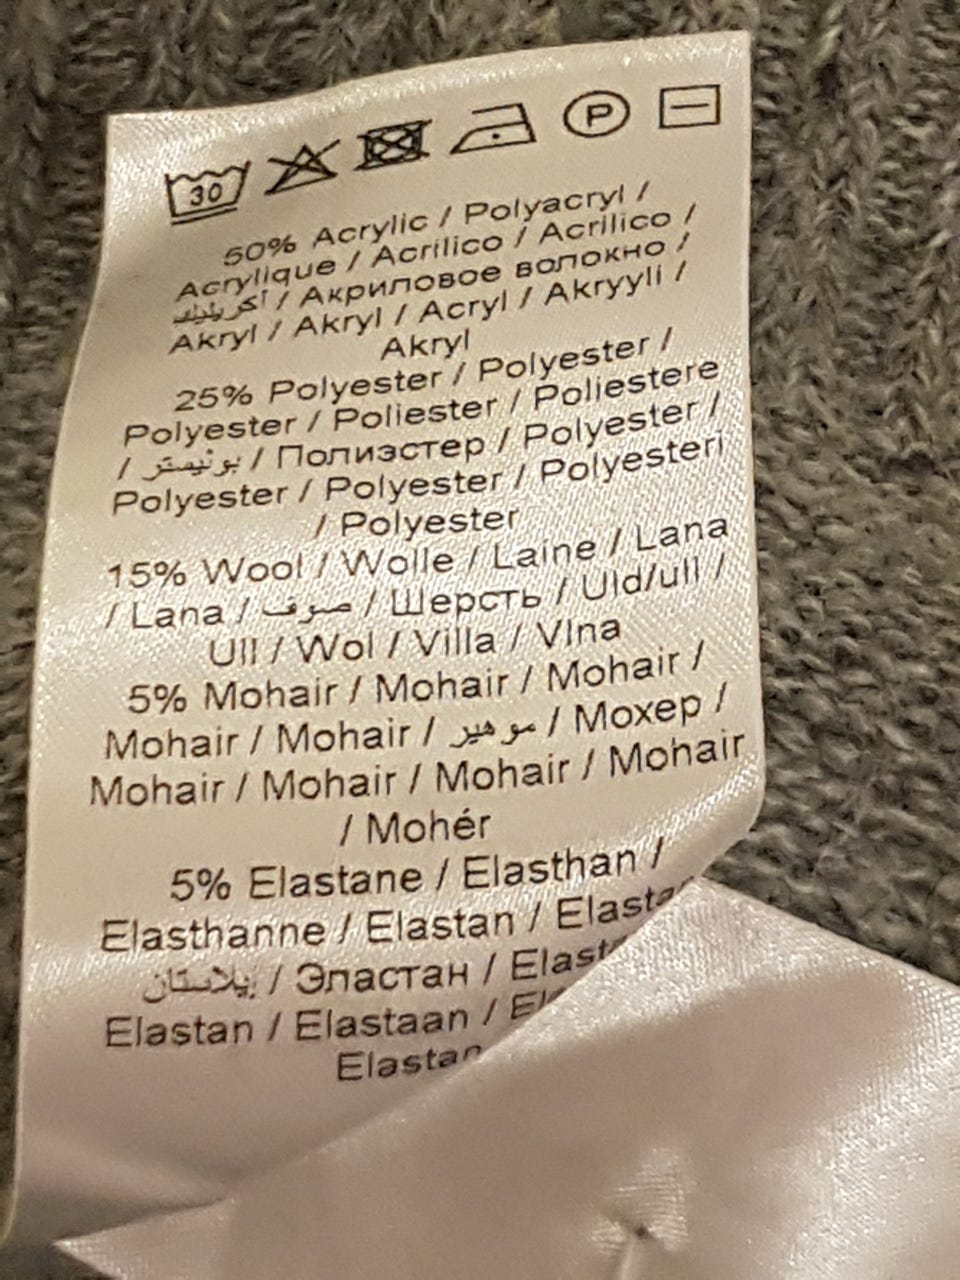 30 P
50% Acrylic / Polyacryl /
Acrylique / Acrílico / Acrilico /
أكريليك / Акриловое волокно /
Akryl / Akryl / Acryl / Akryyli /
Akryl
25% Polyester / Polyester /
Polyester / Poliester / Poliestere
/ بوليستر / Полиэстер / Polyester /
Polyester / Polyester / Polyesteri
/ Polyester
15% Wool / Wolle / Laine / Lana
/ Lana / صوف / Шерсть / Uld/ull /
Ull / Wol / Villa / Vlna
5% Mohair / Mohair / Mohair /
Mohair / Mohair / موهير / Мохер /
Mohair / Mohair / Mohair / Mohair
/ Mohér
5% Elastane / Elasthan /
Elasthanne / Elastan /
إيلاستان / Эластан /
Elastan / Elastaan /